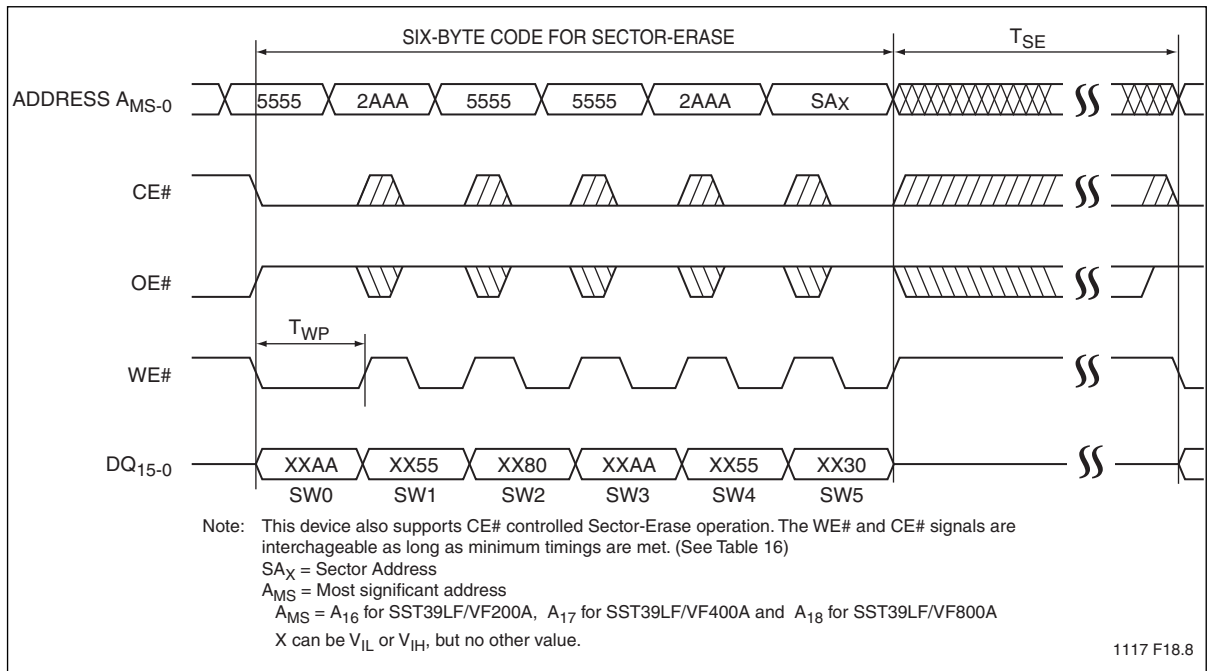 SIX-BYTE CODE FOR SECTOR-ERASE
TSE
ADDRESS AMS-0
5555 2AAA 5555 5555 2AAA SAX
CE#
OE#
TWP
WE#
DQ15-0
XXAA XX55 XX80 XXAA XX55 XX30
SW0 SW1 SW2 SW3 SW4 SW5
Note: This device also supports CE# controlled Sector-Erase operation. The WE# and CE# signals are
interchageable as long as minimum timings are met. (See Table 16)
SAX = Sector Address
AMS = Most significant address
AMS = A16 for SST39LF/VF200A, A17 for SST39LF/VF400A and A18 for SST39LF/VF800A
X can be VIL or VIH, but no other value.
1117 F18.8